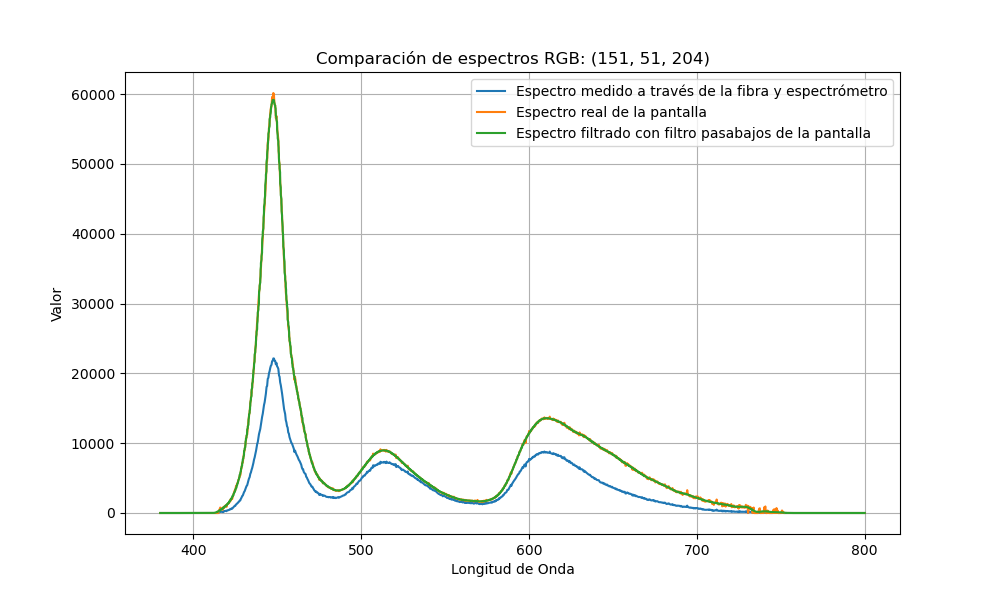 Comparación de espectros RGB: (151, 51, 204)
Espectro medido a través de la fibra y espectrómetro
Espectro real de la pantalla
Espectro filtrado con filtro pasabajos de la pantalla
Valor
60000
50000
40000
30000
20000
10000
0
400 500 600 700 800
Longitud de Onda